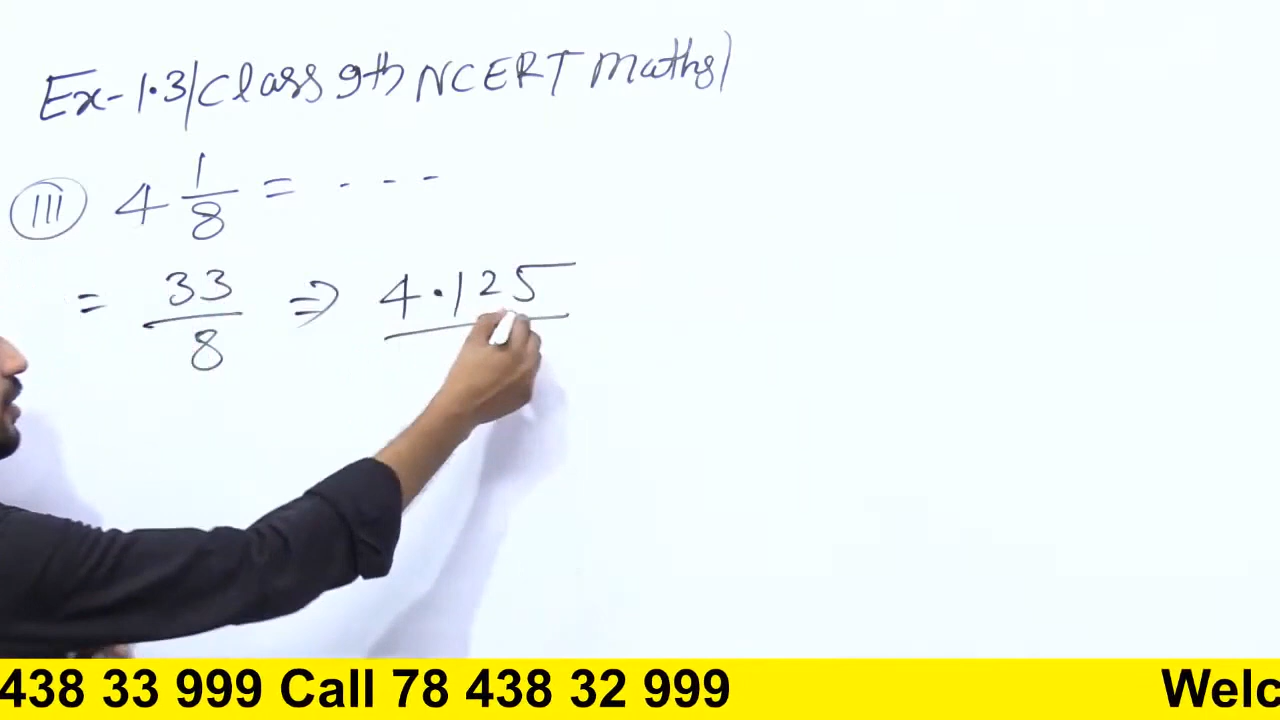 Ex-1.3/Class 9th NCERT Maths)
(III) 4 1/8 = ...
= 33/8 ⇒ 4.125
438 33 999 Call 78 438 32 999 Welc